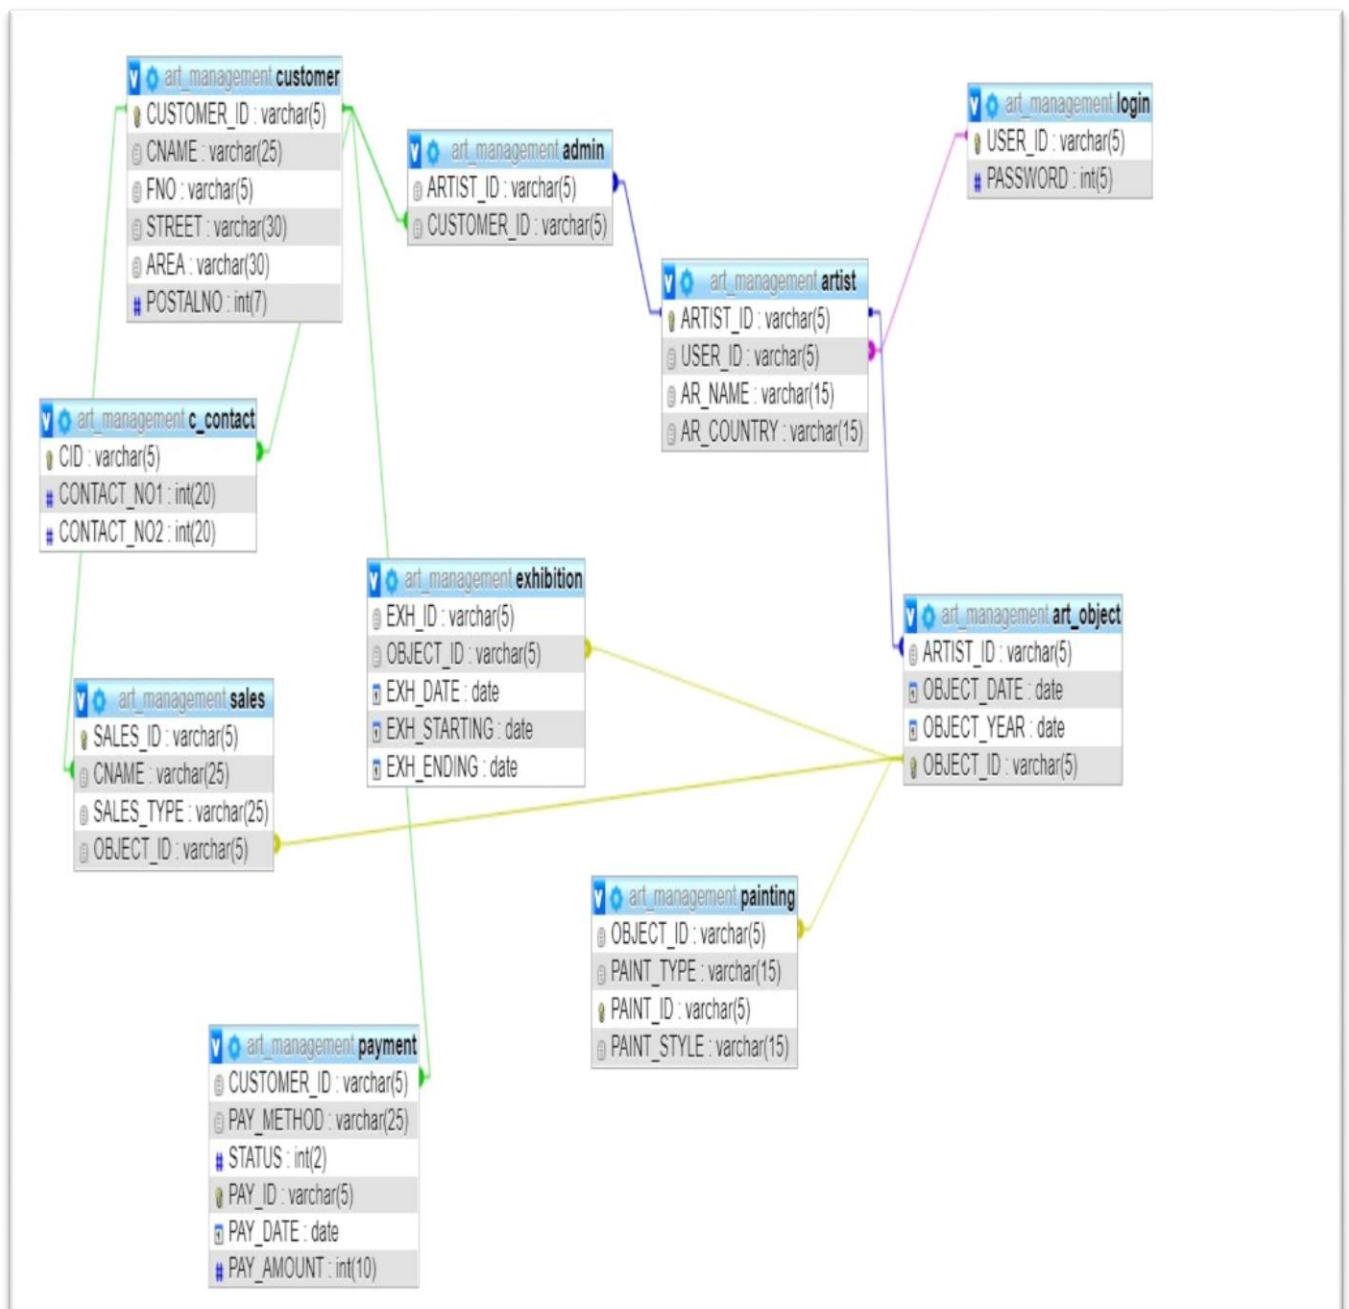 art_management customer
CUSTOMER_ID : varchar(5)
CNAME : varchar(25)
FNO : varchar(5)
STREET : varchar(30)
AREA : varchar(30)
POSTALNO : int(7)
art_management admin
ARTIST_ID : varchar(5)
CUSTOMER_ID : varchar(5)
art_management login
USER_ID : varchar(5)
PASSWORD : int(5)
art_management artist
ARTIST_ID : varchar(5)
USER_ID : varchar(5)
AR_NAME : varchar(15)
AR_COUNTRY : varchar(15)
art_management c_contact
CID : varchar(5)
CONTACT_NO1 : int(20)
CONTACT_NO2 : int(20)
art_management exhibition
EXH_ID : varchar(5)
OBJECT_ID : varchar(5)
EXH_DATE : date
EXH_STARTING : date
EXH_ENDING : date
art_management art_object
ARTIST_ID : varchar(5)
OBJECT_DATE : date
OBJECT_YEAR : date
OBJECT_ID : varchar(5)
art_management sales
SALES_ID : varchar(5)
CNAME : varchar(25)
SALES_TYPE : varchar(25)
OBJECT_ID : varchar(5)
art_management painting
OBJECT_ID : varchar(5)
PAINT_TYPE : varchar(15)
PAINT_ID : varchar(5)
PAINT_STYLE : varchar(15)
art_management payment
CUSTOMER_ID : varchar(5)
PAY_METHOD : varchar(25)
STATUS : int(2)
PAY_ID : varchar(5)
PAY_DATE : date
PAY_AMOUNT : int(10)